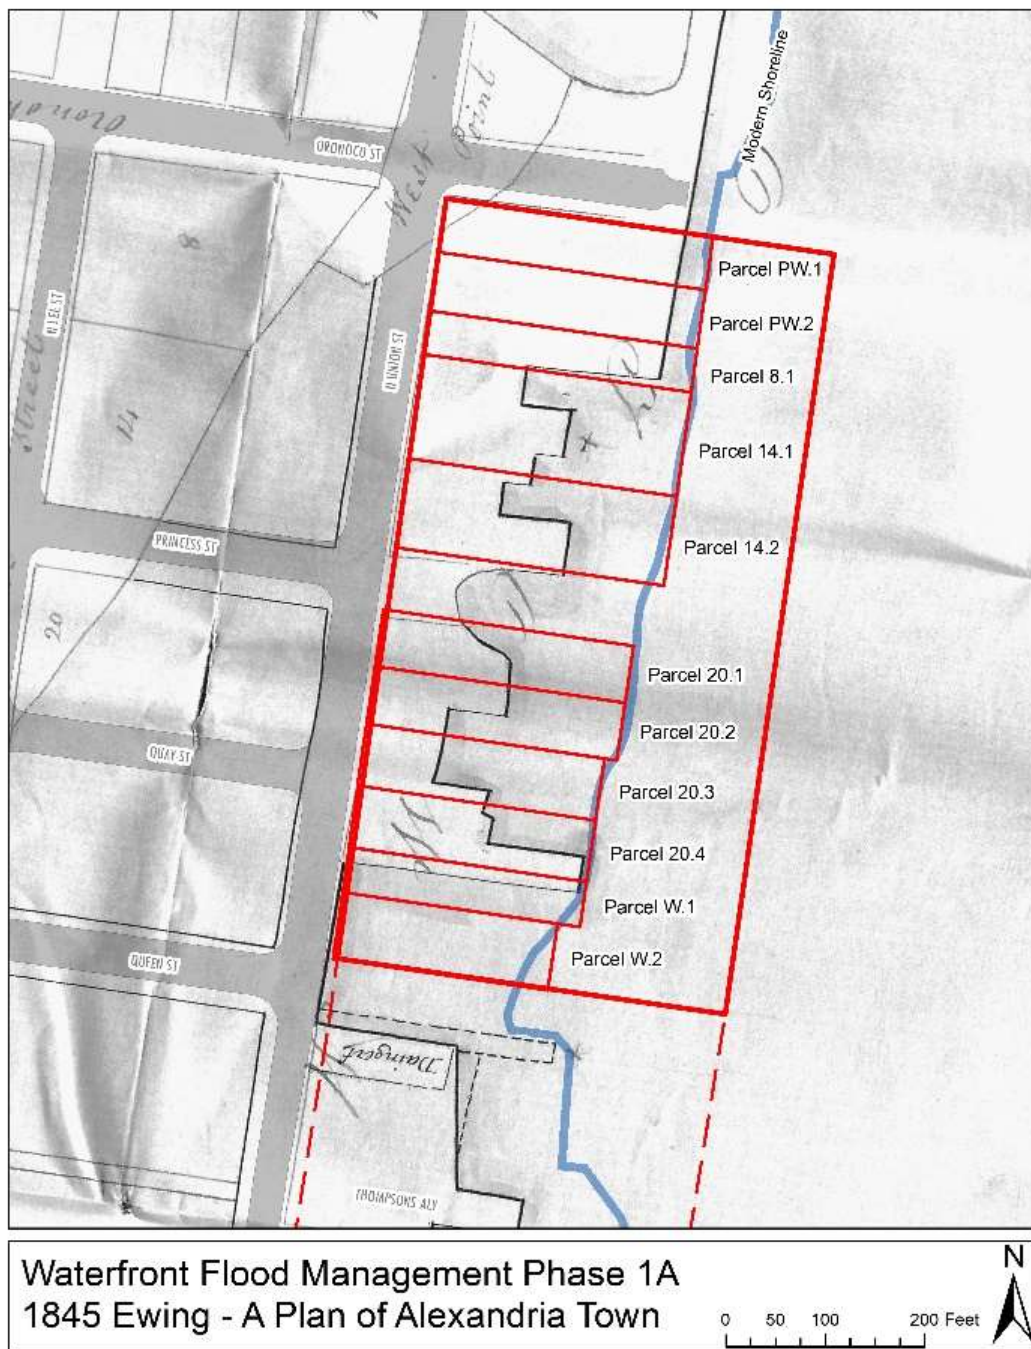 Modern Shoreline
Oronoko
ORONOCO ST
West Point
8
Parcel PW.1
Parcel PW.2
N LEE ST
N UNION ST
Parcel 8.1
Street
14
Parcel 14.1
PRINCESS ST
Parcel 14.2
20
Parcel 20.1
Parcel 20.2
QUAY ST
Parcel 20.3
Parcel 20.4
Parcel W.1
QUEEN ST
Parcel W.2
Daingerf
THOMPSONS ALY
Waterfront Flood Management Phase 1A
1845 Ewing - A Plan of Alexandria Town
N
0 50 100 200 Feet